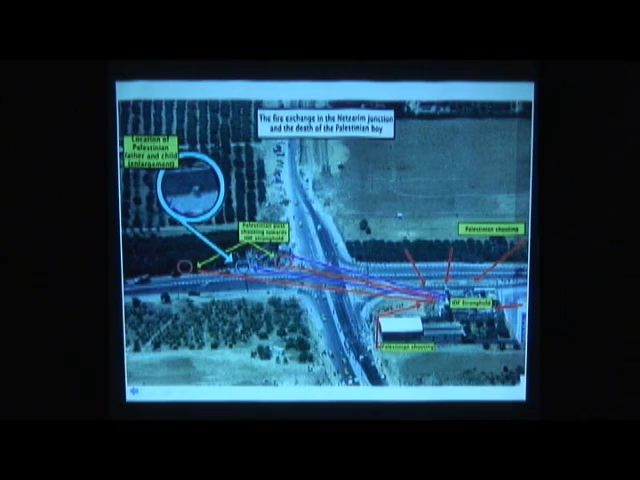 The fire exchange in the Netzarim junction
and the death of the Palestinian boy
Location of
Palestinian
father and child
(enlargement)
Palestinian post
shooting towards
IDF stronghold
Palestinian shooting
IDF Stronghold
Palestinian shooting